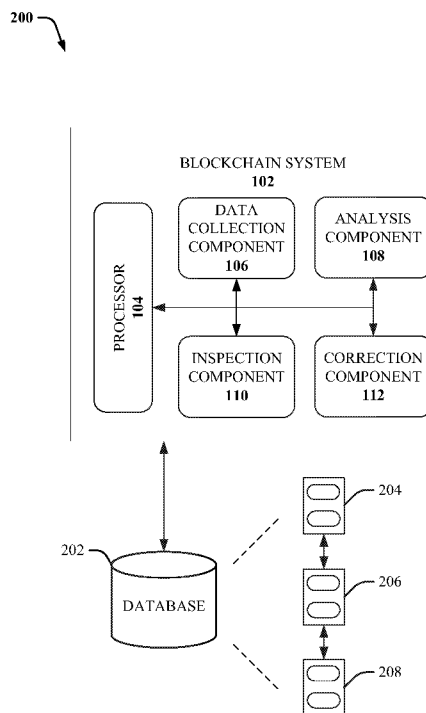 200
BLOCKCHAIN SYSTEM
102
PROCESSOR
104
DATA
COLLECTION
COMPONENT
106
ANALYSIS
COMPONENT
108
INSPECTION
COMPONENT
110
CORRECTION
COMPONENT
112
202
DATABASE
204
206
208